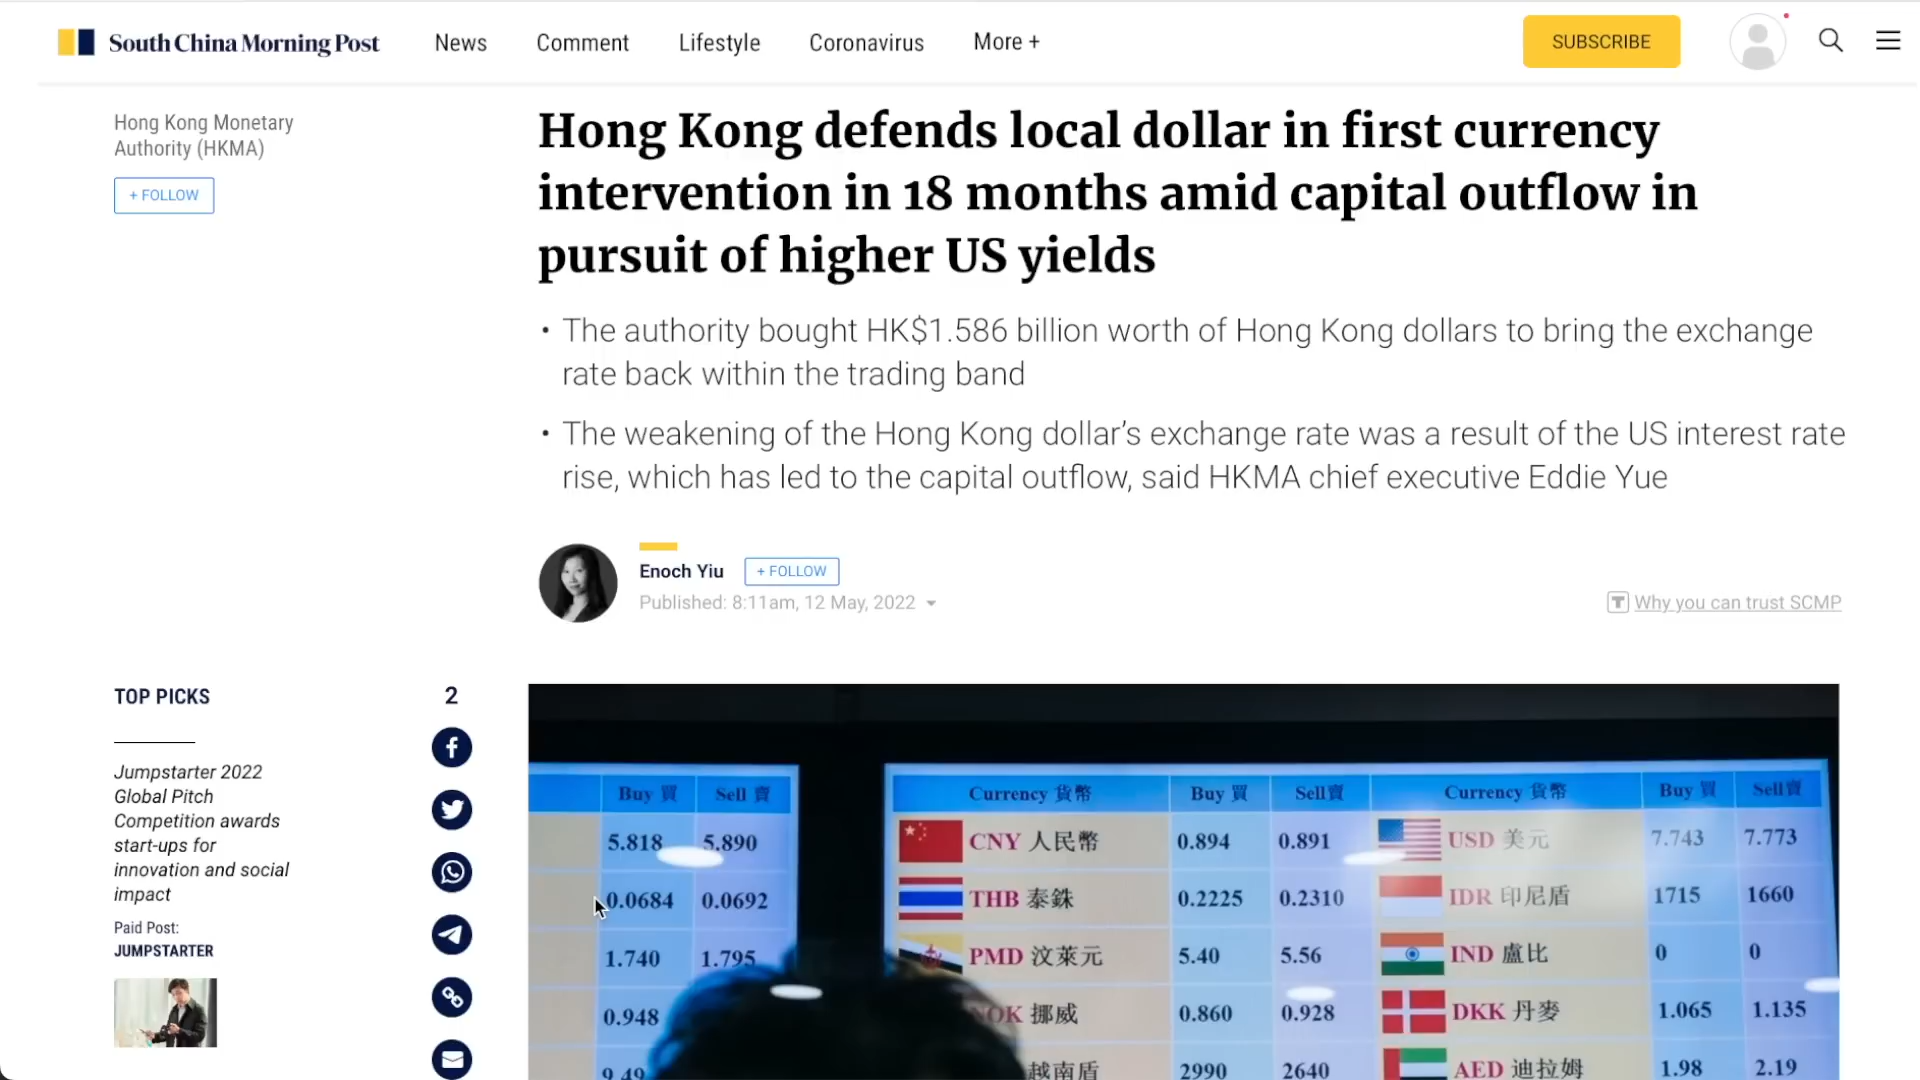 South China Morning Post
News
Comment
Lifestyle
Coronavirus
More +
SUBSCRIBE
Hong Kong Monetary
Authority (HKMA)
+ FOLLOW
Hong Kong defends local dollar in first currency
intervention in 18 months amid capital outflow in
pursuit of higher US yields
• The authority bought HK$1.586 billion worth of Hong Kong dollars to bring the exchange
rate back within the trading band
• The weakening of the Hong Kong dollar’s exchange rate was a result of the US interest rate
rise, which has led to the capital outflow, said HKMA chief executive Eddie Yue
Enoch Yiu
+ FOLLOW
Published: 8:11am, 12 May, 2022
Why you can trust SCMP
TOP PICKS
Jumpstarter 2022
Global Pitch
Competition awards
start-ups for
innovation and social
impact
Paid Post:
JUMPSTARTER
2
Buy 買 Sell 賣
5.818 5.890
0.0684 0.0692
1.740 1.795
0.948
9.49
Currency 貨幣 Buy 買 Sell賣 Currency 貨幣 Buy 買 Sell賣
CNY 人民幣 0.894 0.891 USD 美元 7.743 7.773
THB 泰銖 0.2225 0.2310 IDR 印尼盾 1715 1660
PMD 汶萊元 5.40 5.56 IND 盧比 0 0
NOK 挪威 0.860 0.928 DKK 丹麥 1.065 1.135
越南盾 2990 2640 AED 迪拉姆 1.98 2.19